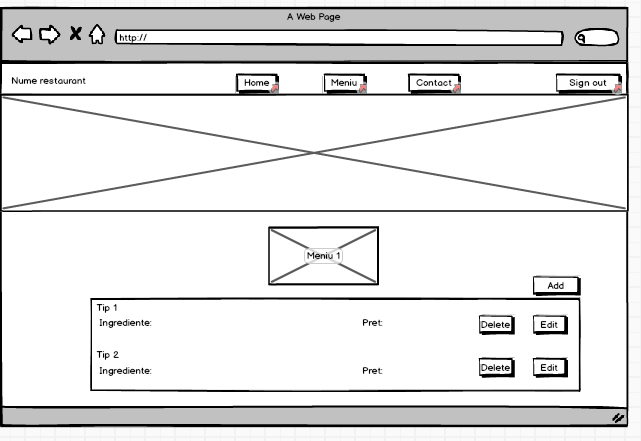 A Web Page
http://
Nume restaurant Home Meniu Contact Sign out
Meniu 1
Add
Tip 1
Ingrediente: Pret: Delete Edit
Tip 2
Ingrediente: Pret: Delete Edit